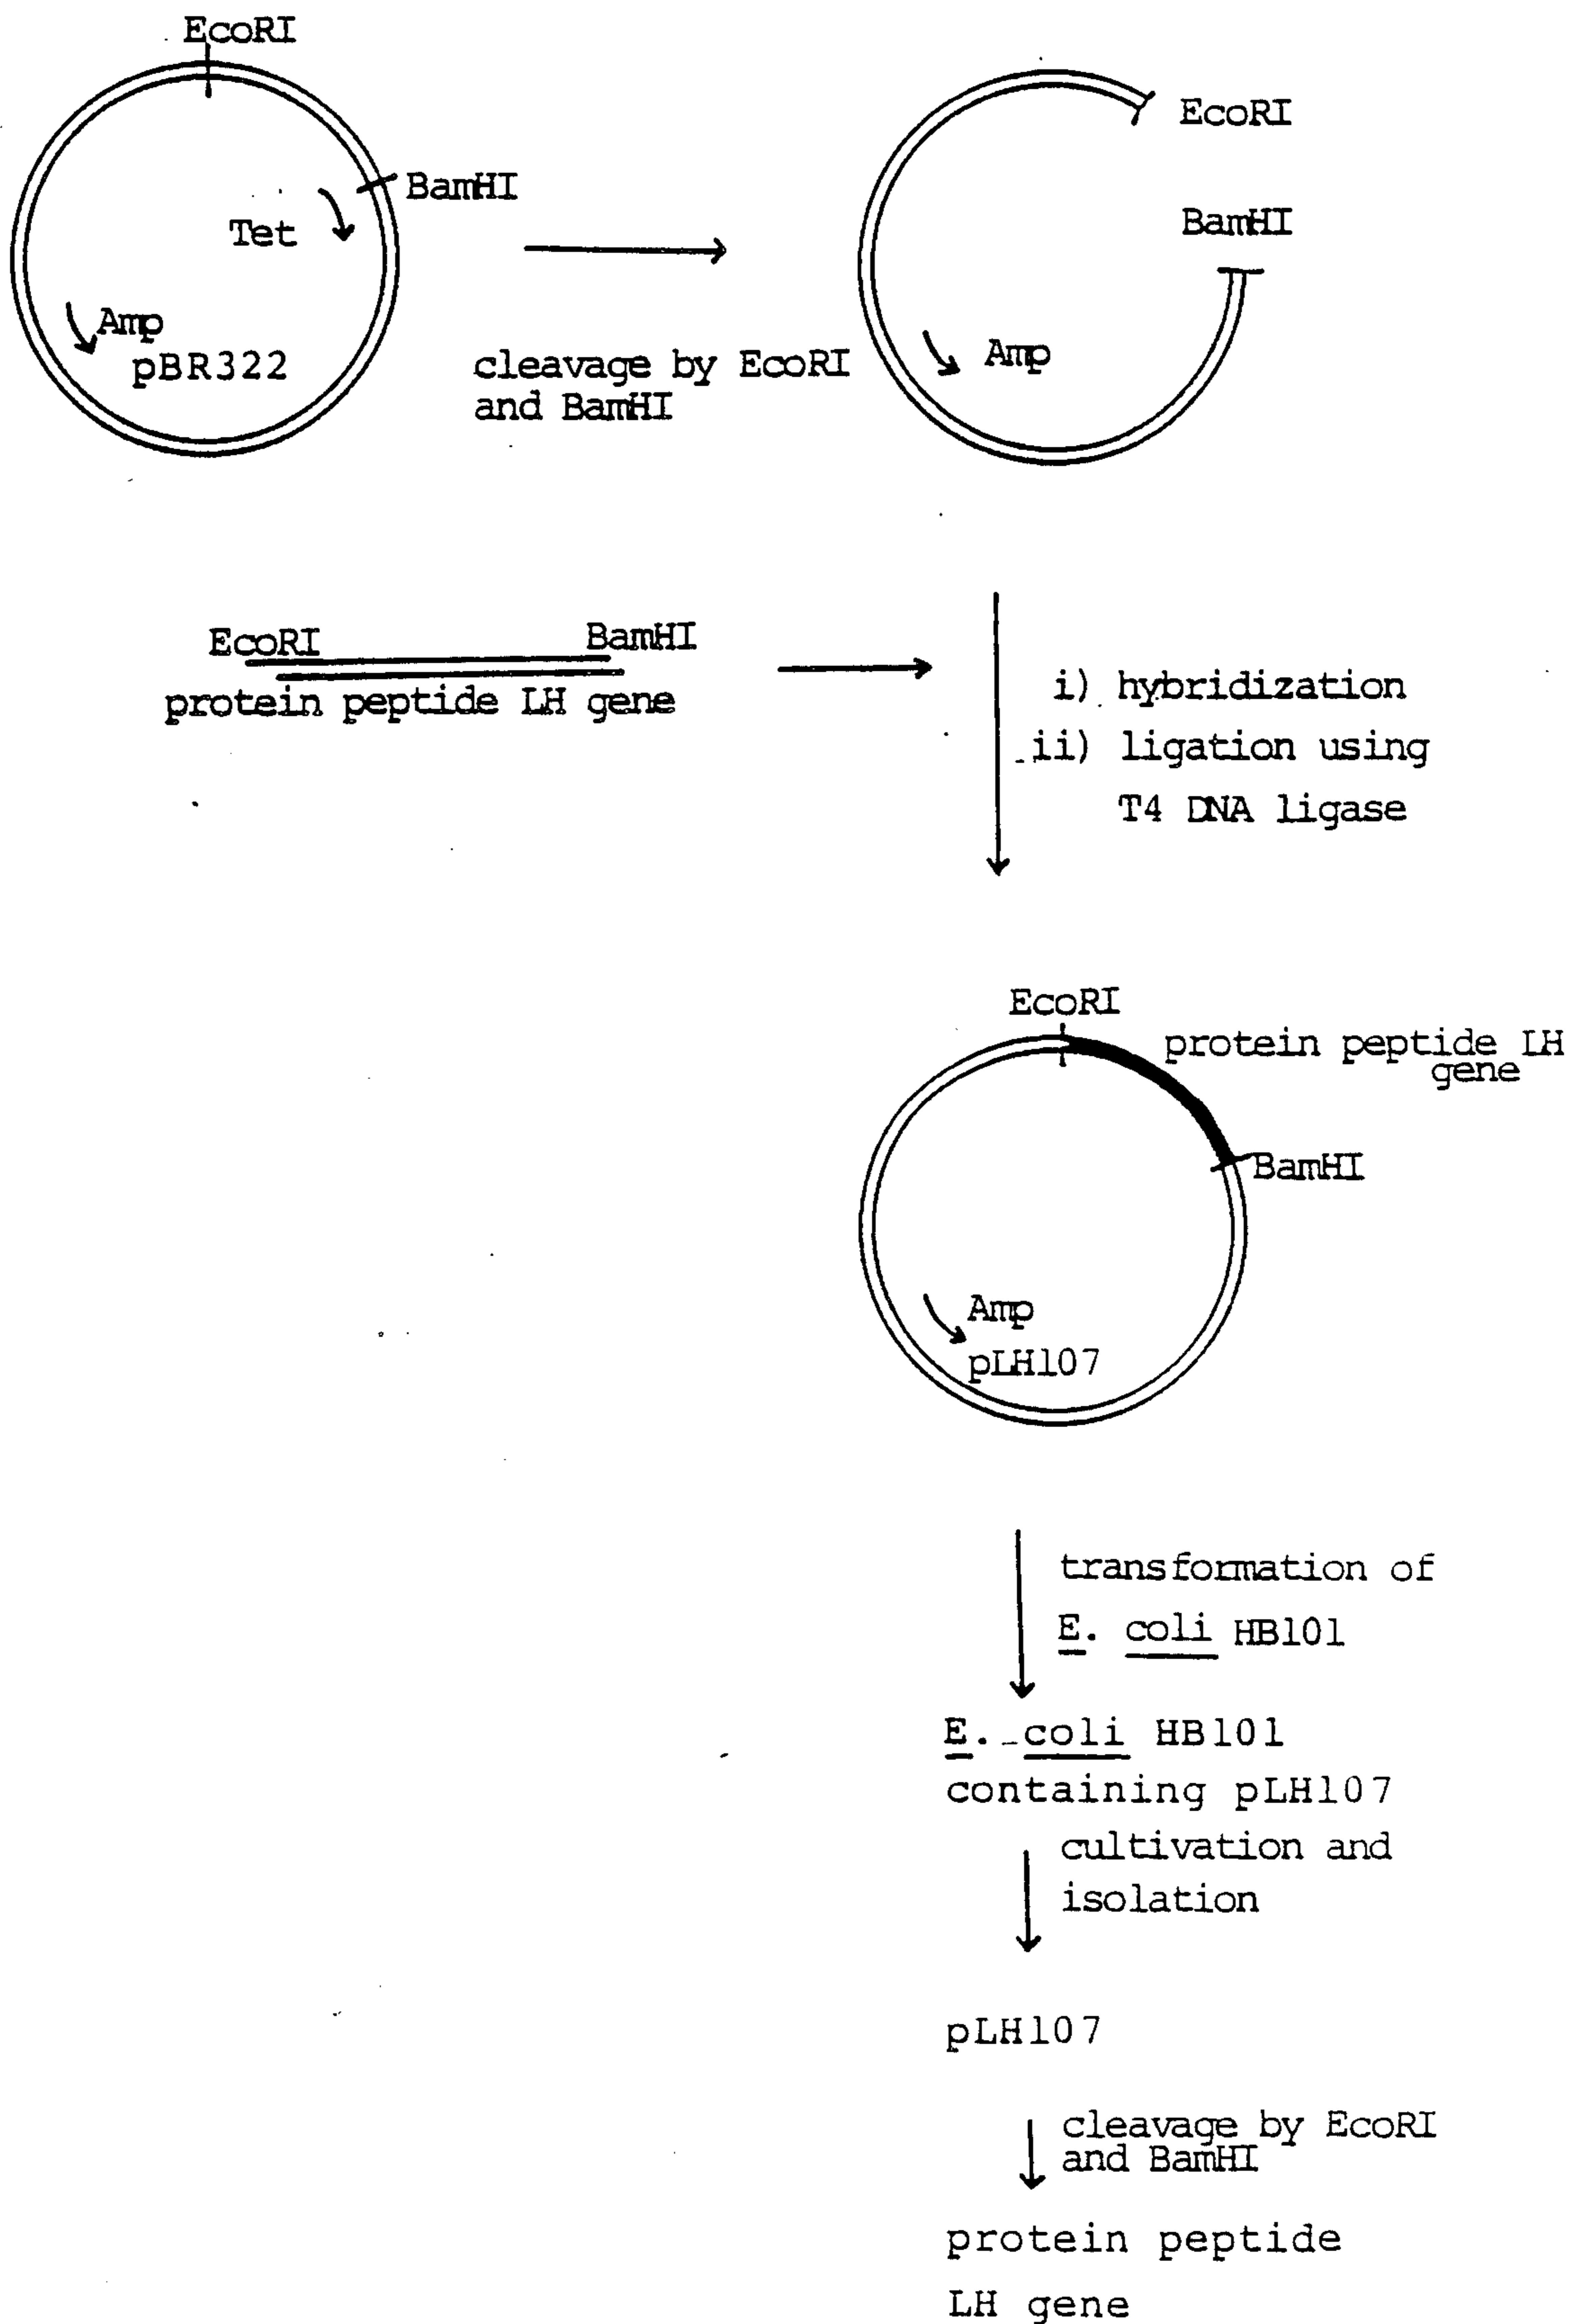 EcoRI
BamHI
Tet
Amp
pBR322
cleavage by EcoRI
and BamHI
EcoRI
BamHI
Amp
EcoRI
BamHI
protein peptide LH gene
i) hybridization
ii) ligation using
T4 DNA ligase
EcoRI
protein peptide LH
gene
BamHI
Amp
pLH107
transformation of
E. coli HB101
E. coli HB101
containing pLH107
cultivation and
isolation
pLH107
cleavage by EcoRI
and BamHI
protein peptide
LH gene